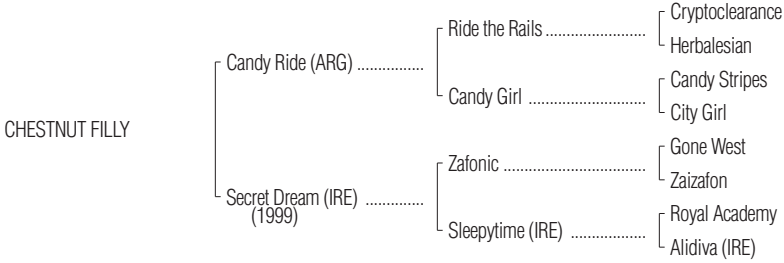 Cryptoclearance
Ride the Rails ........................
Herbalesian
Candy Ride (ARG) ................
Candy Stripes
Candy Girl ............................
City Girl
CHESTNUT FILLY
Gone West
Zafonic ..................................
Zaizafon
Secret Dream (IRE) ..............
(1999)
Royal Academy
Sleepytime (IRE) ..................
Alidiva (IRE)